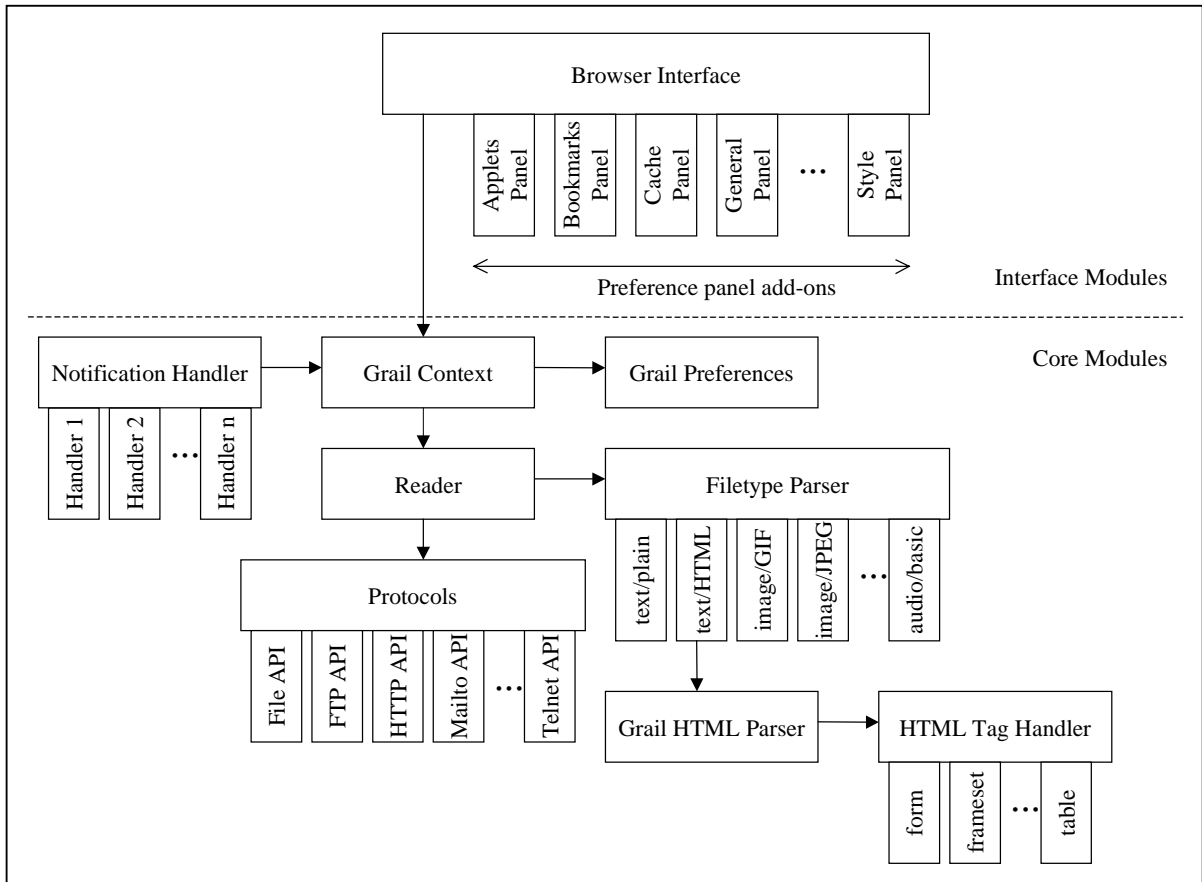 Browser Interface
Applets
Panel
Bookmarks
Panel
Cache
Panel
General
Panel
...
Style
Panel
Preference panel add-ons
Interface Modules
Core Modules
Notification Handler
Grail Context
Grail Preferences
Handler 1
Handler 2
...
Handler n
Reader
Filetype Parser
text/plain
text/HTML
image/GIF
image/JPEG
...
audio/basic
Protocols
File API
FTP API
HTTP API
Mailto API
...
Telnet API
Grail HTML Parser
HTML Tag Handler
form
frameset
...
table